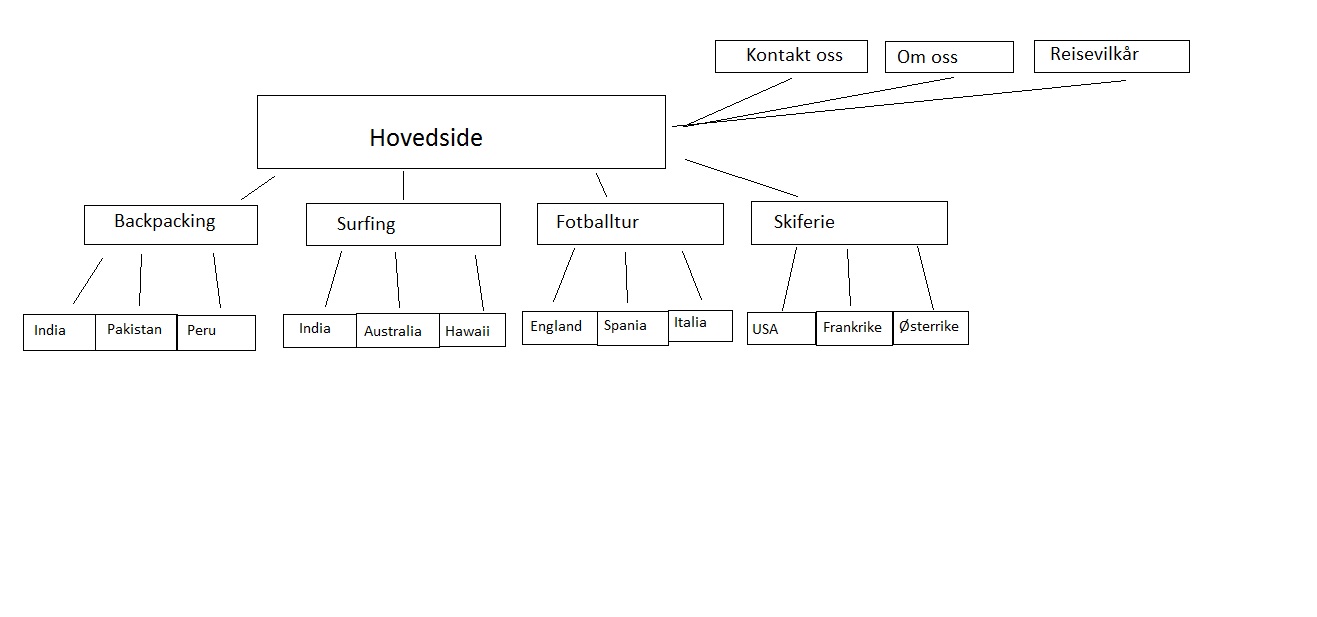 Kontakt oss
Om oss
Reisevilkår
Hovedside
Backpacking
Surfing
Fotballtur
Skiferie
India
Pakistan
Peru
India
Australia
Hawaii
England
Spania
Italia
USA
Frankrike
Østerrike